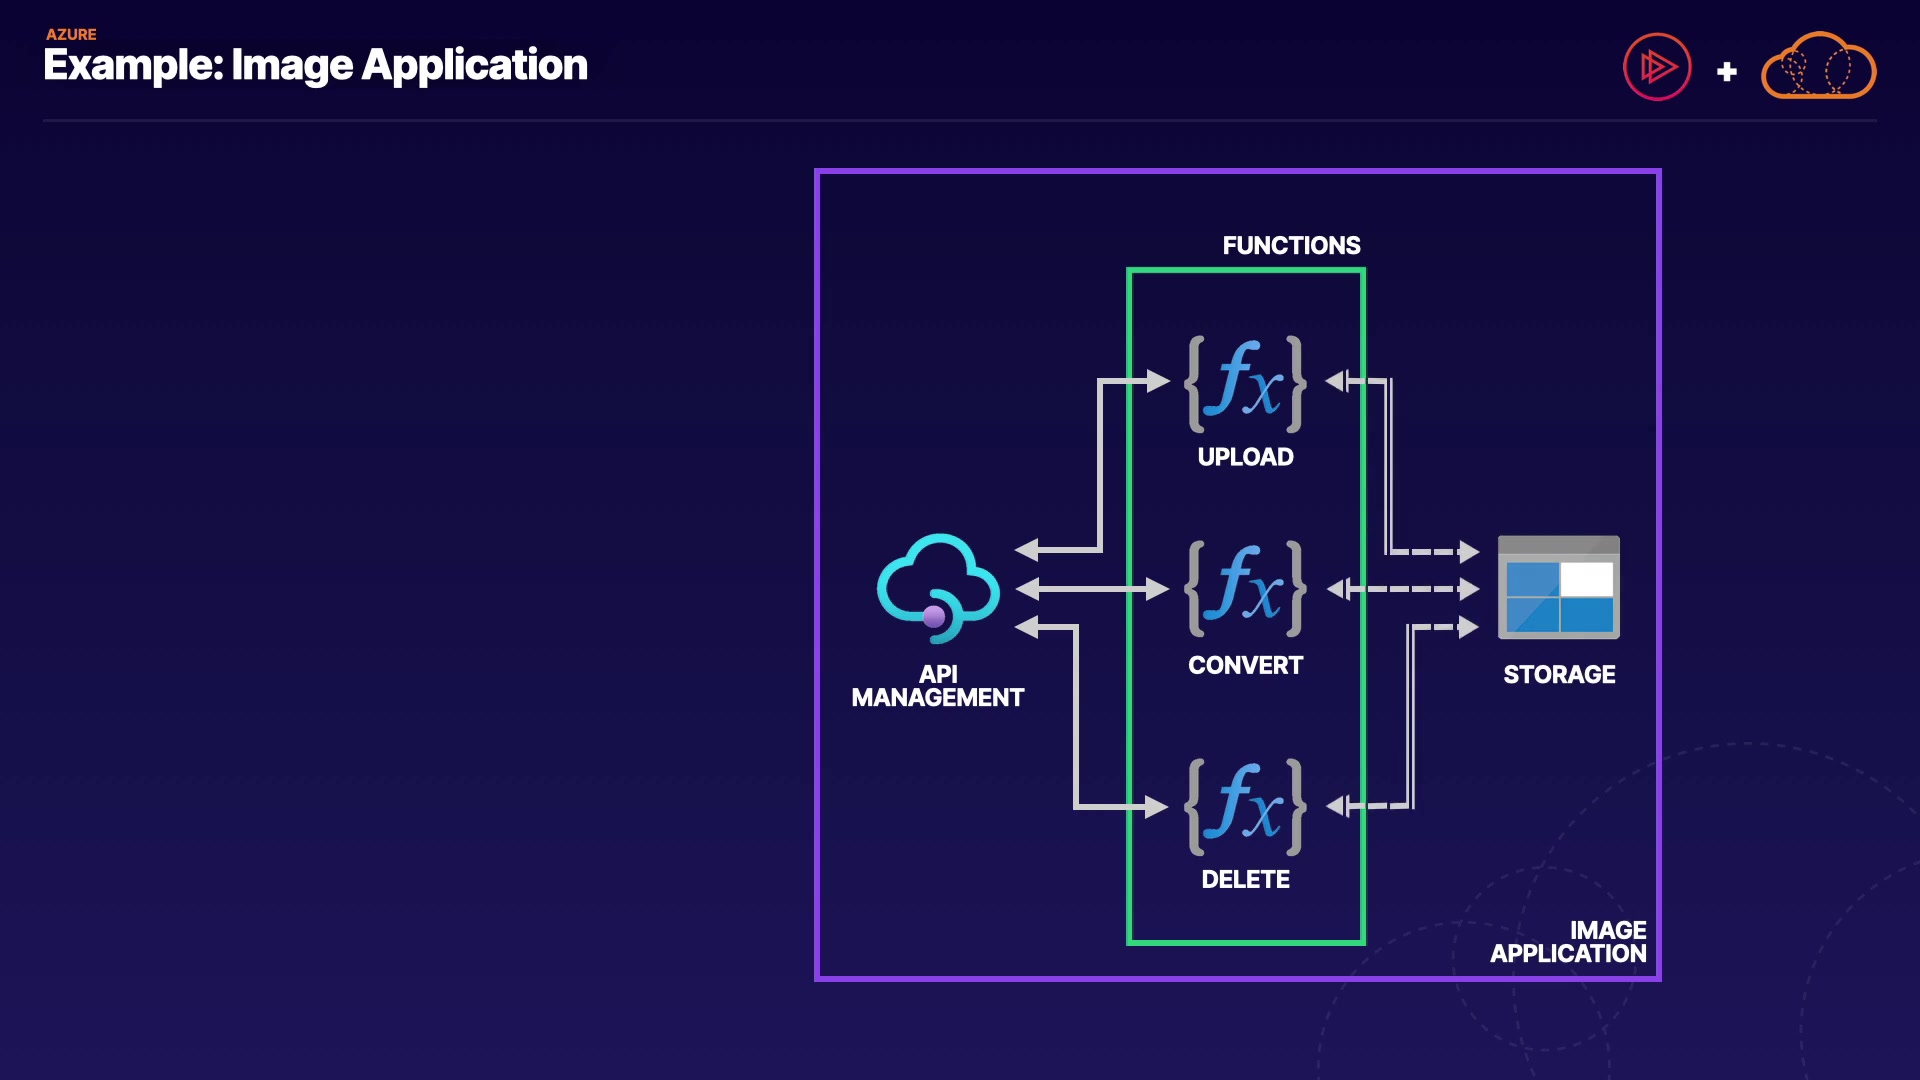 AZURE
Example: Image Application
FUNCTIONS
fx
UPLOAD
fx
CONVERT
API
MANAGEMENT
STORAGE
fx
DELETE
IMAGE
APPLICATION